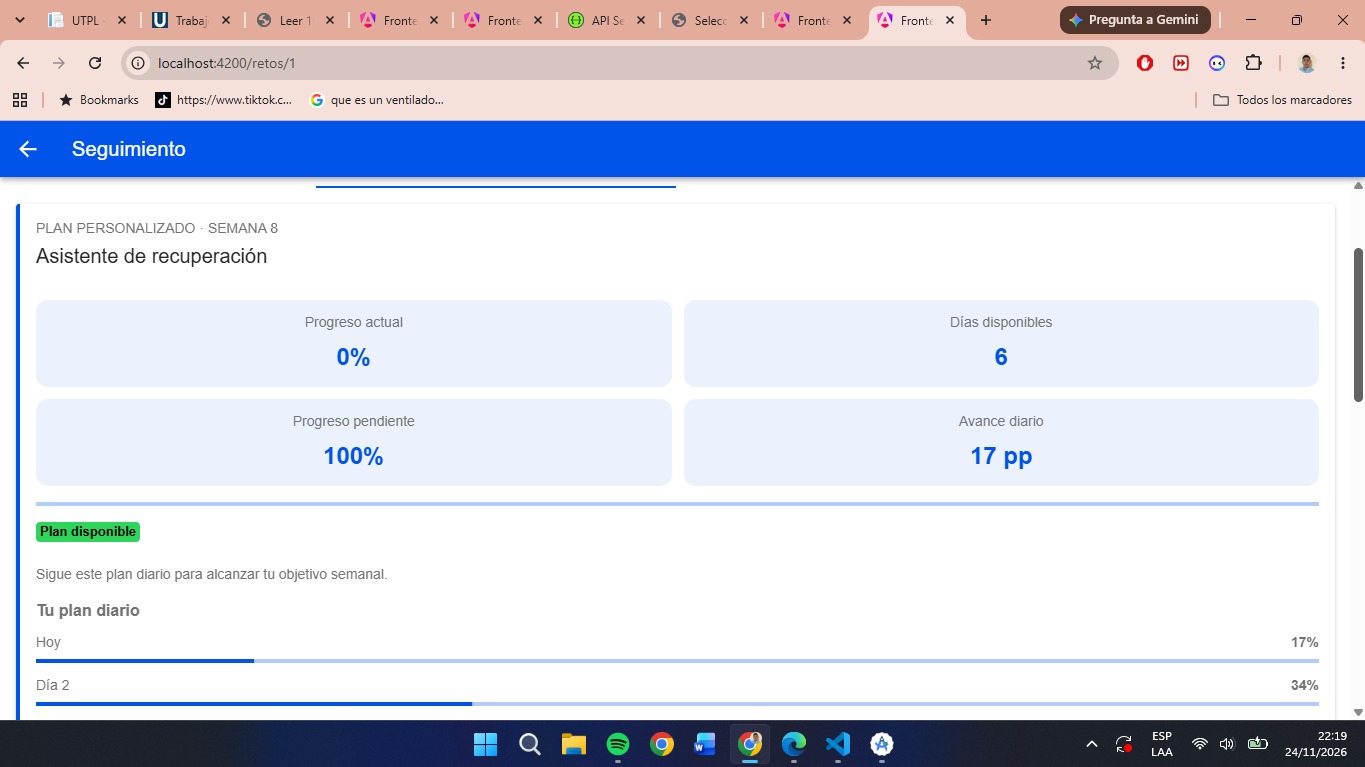 UTPL
Trabaj
Leer 1
Fronte
Fronte
API Se
Selecc
Fronte
Fronte
Pregunta a Gemini
localhost:4200/retos/1
Bookmarks
https://www.tiktok.c...
que es un ventilado...
Todos los marcadores
Seguimiento
PLAN PERSONALIZADO · SEMANA 8
Asistente de recuperación
Progreso actual
0%
Días disponibles
6
Progreso pendiente
100%
Avance diario
17 pp
Plan disponible
Sigue este plan diario para alcanzar tu objetivo semanal.
Tu plan diario
Hoy 17%
Día 2 34%
ESP
LAA
22:19
24/11/2026